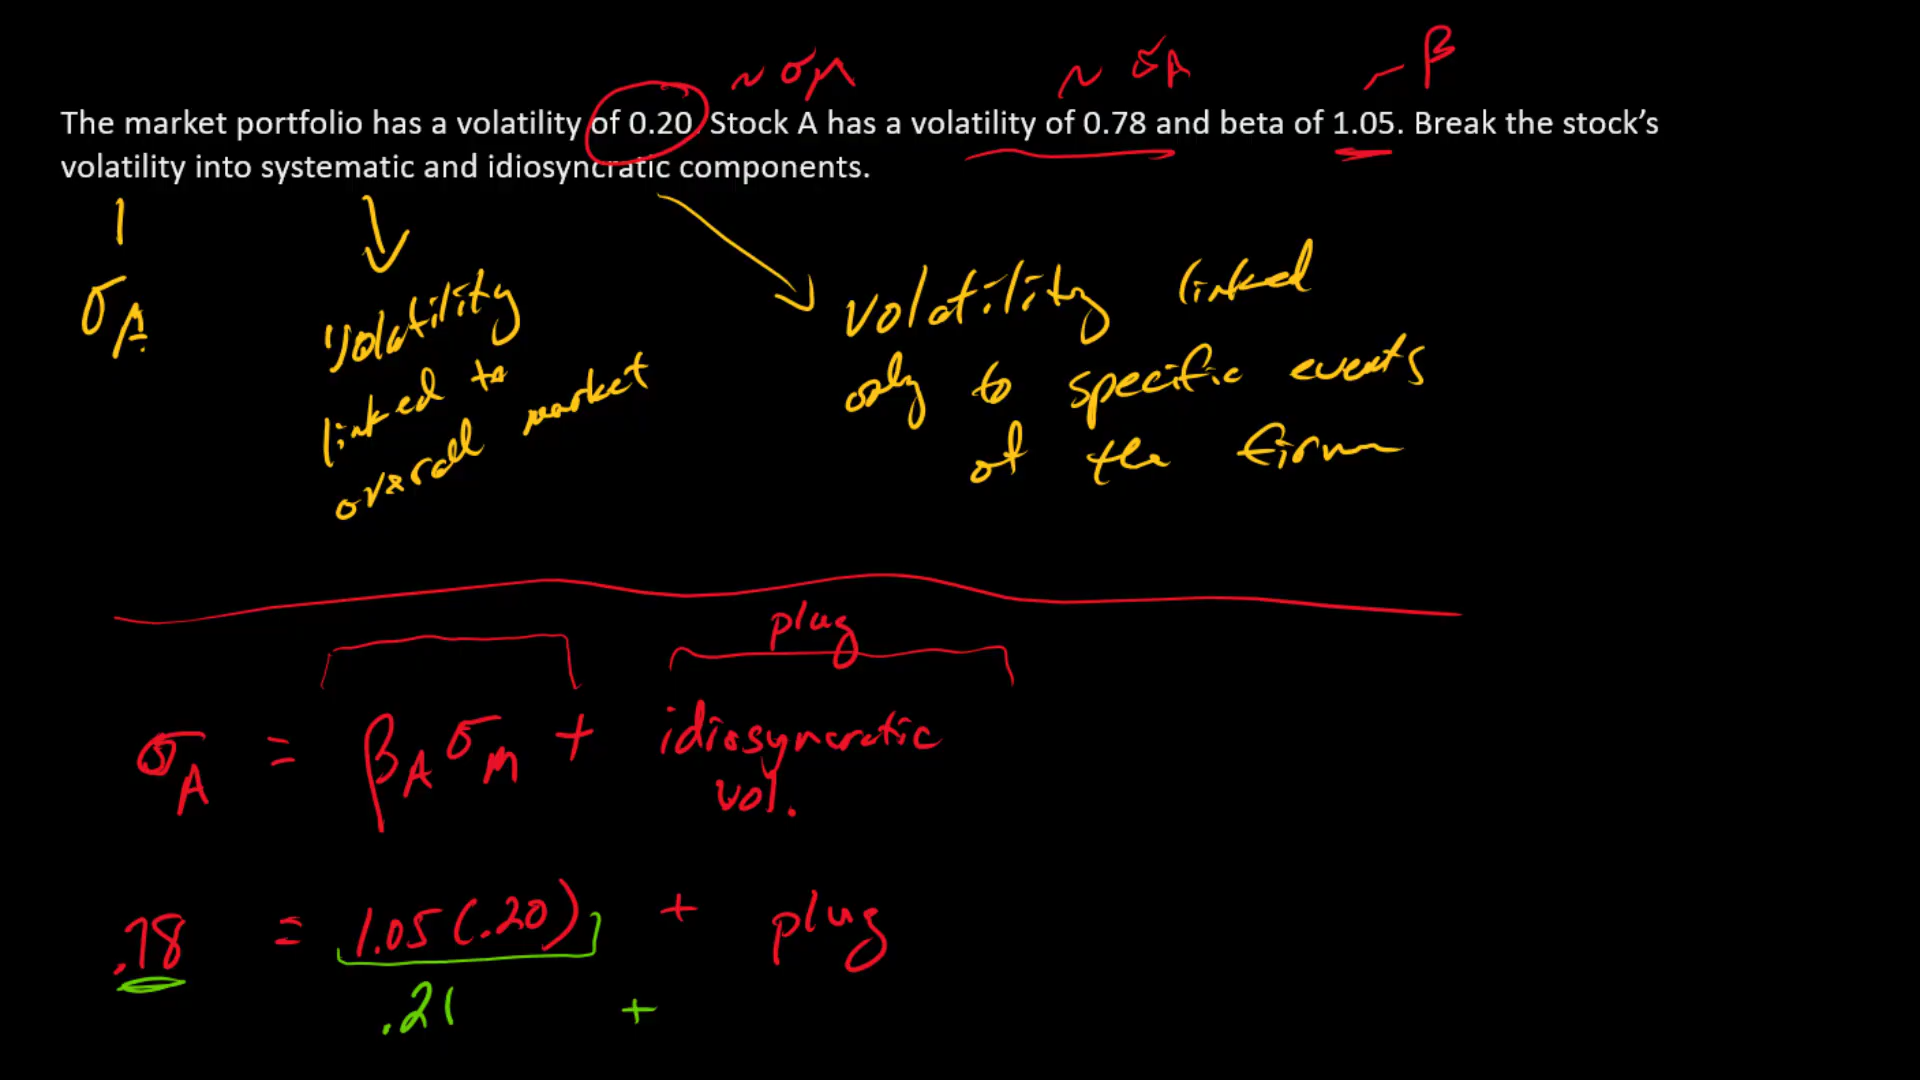 ~ σM ~ σA - β
The market portfolio has a volatility of 0.20. Stock A has a volatility of 0.78 and beta of 1.05. Break the stock’s
volatility into systematic and idiosyncratic components.
σA
volatility
linked to
overall market
volatility linked
only to specific events
of the firm
plug
σA = βA σM + idiosyncratic
vol.
.78 = 1.05(.20) + plug
.21 +